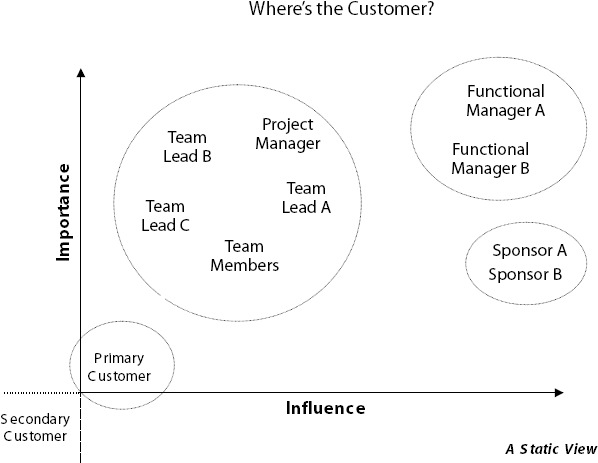 Where's the Customer?
Functional
Manager A
Functional
Manager B
Project
Manager
Team
Lead B
Team
Lead A
Team
Lead C
Team
Members
Sponsor A
Sponsor B
Importance
Primary
Customer
Influence
Secondary
Customer
A Static View